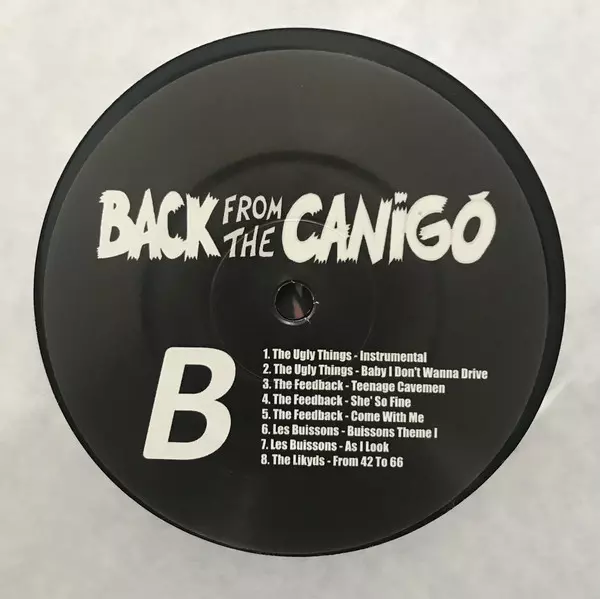 BACK FROM THE CANiGÓ
B
1. The Ugly Things - Instrumental
2. The Ugly Things - Baby I Don't Wanna Drive
3. The Feedback - Teenage Cavemen
4. The Feedback - She' So Fine
5. The Feedback - Come With Me
6. Les Buissons - Buissons Theme I
7. Les Buissons - As I Look
8. The Likyds - From 42 To 66